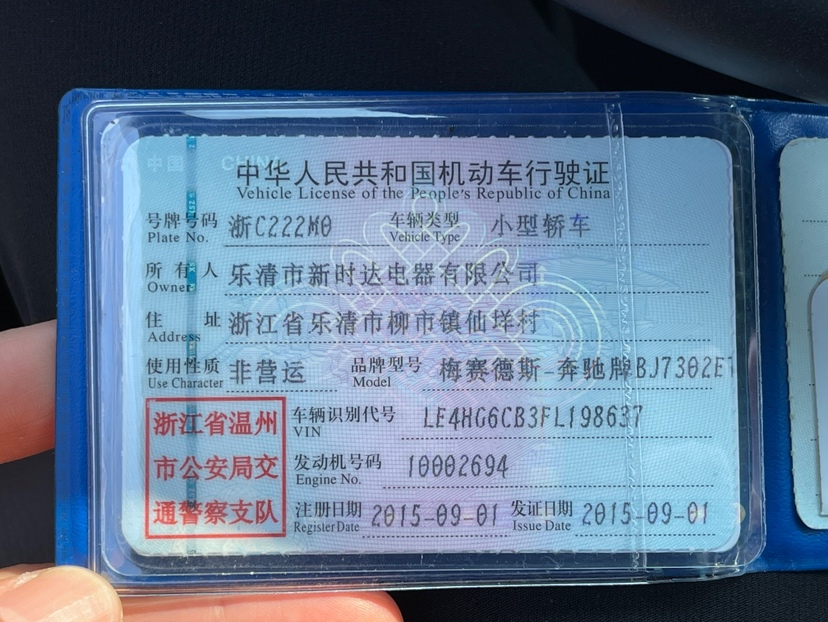 中国 CHINA
中华人民共和国机动车行驶证
Vehicle License of the People's Republic of China
号牌号码 浙C222M0 车辆类型 小型轿车
Plate No. Vehicle Type
所有人 乐清市新时达电器有限公司
Owner
住址 浙江省乐清市柳市镇仙垟村
Address
使用性质 非营运 品牌型号 梅赛德斯-奔驰牌BJ7302E
Use Character Model
浙江省温州
市公安局交
通警察支队
车辆识别代号 LE4HG6CB3FL198637
VIN
发动机号码 10002694
Engine No.
注册日期 2015-09-01 发证日期 2015-09-01
Register Date Issue Date